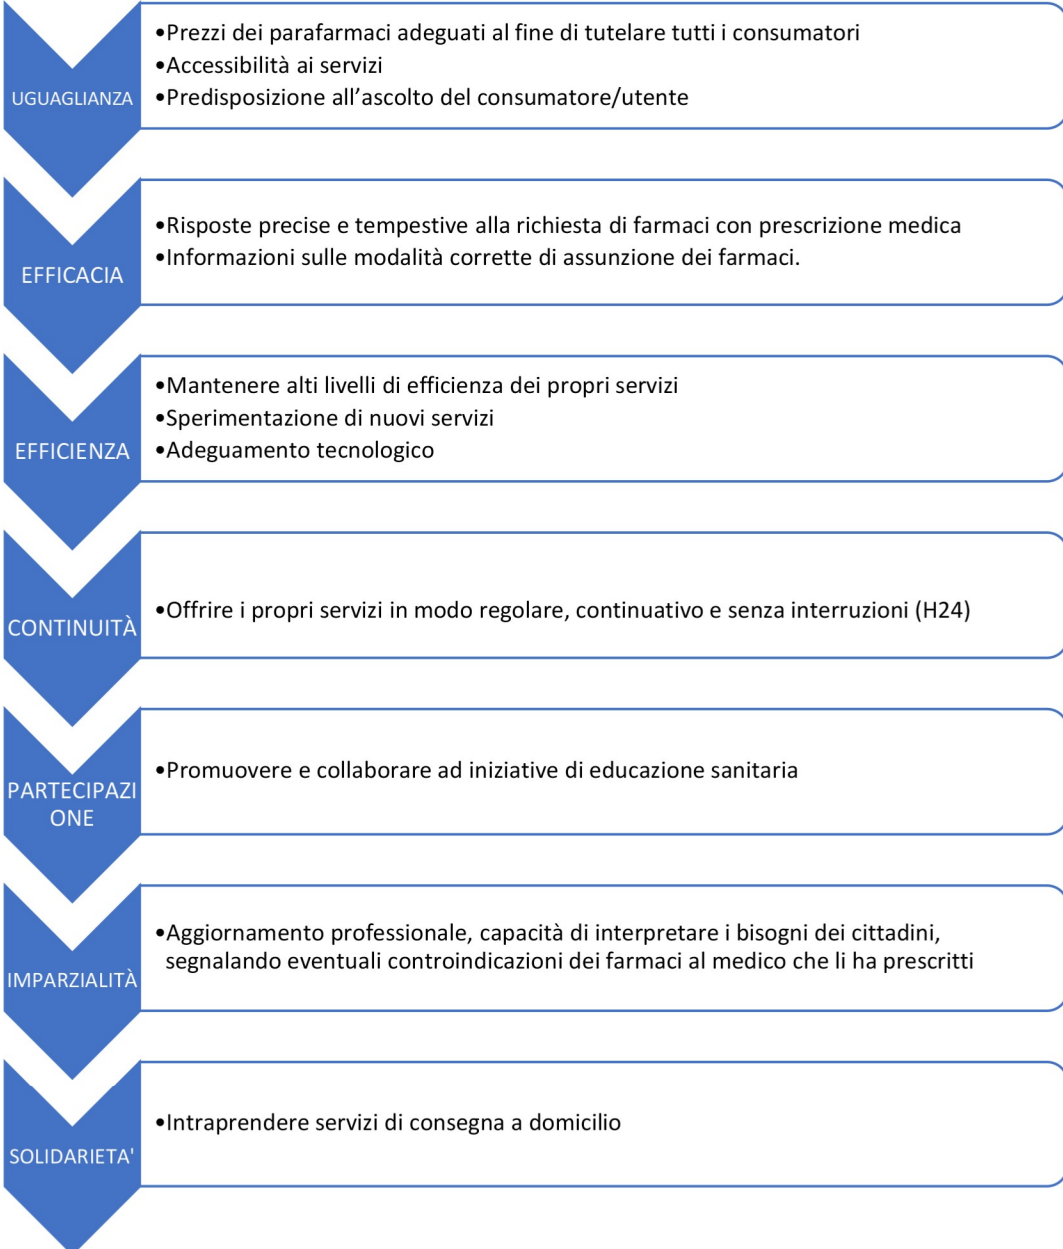 UGUAGLIANZA
•Prezzi dei parafarmaci adeguati al fine di tutelare tutti i consumatori
•Accessibilità ai servizi
•Predisposizione all’ascolto del consumatore/utente
EFFICACIA
•Risposte precise e tempestive alla richiesta di farmaci con prescrizione medica
•Informazioni sulle modalità corrette di assunzione dei farmaci.
EFFICIENZA
•Mantenere alti livelli di efficienza dei propri servizi
•Sperimentazione di nuovi servizi
•Adeguamento tecnologico
CONTINUITÀ
•Offrire i propri servizi in modo regolare, continuativo e senza interruzioni (H24)
PARTECIPAZI
ONE
•Promuovere e collaborare ad iniziative di educazione sanitaria
IMPARZIALITÀ
•Aggiornamento professionale, capacità di interpretare i bisogni dei cittadini,
segnalando eventuali controindicazioni dei farmaci al medico che li ha prescritti
SOLIDARIETA'
•Intraprendere servizi di consegna a domicilio